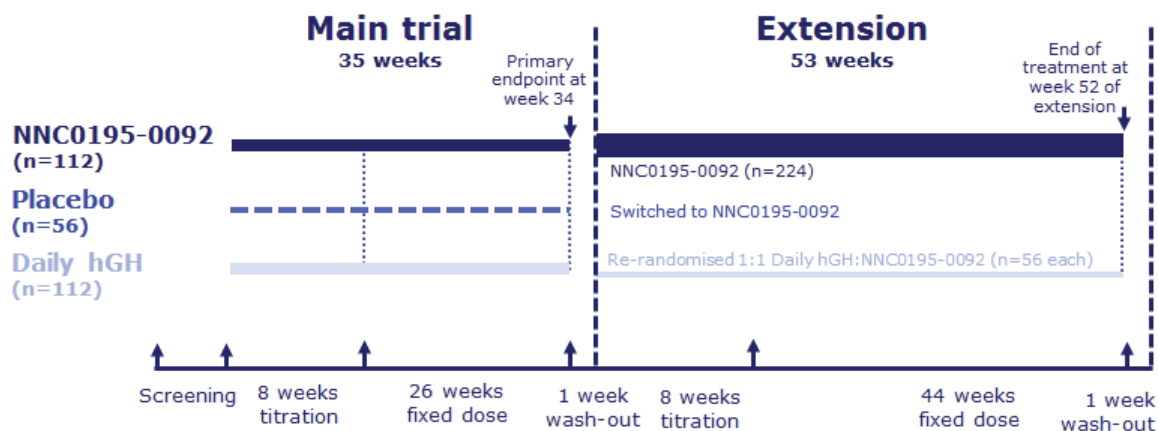 Main trial
35 weeks
Extension
53 weeks
Primary
endpoint at
week 34
End of
treatment at
week 52 of
extension
NNC0195-0092
(n=112)
NNC0195-0092 (n=224)
Placebo
(n=56)
Switched to NNC0195-0092
Daily hGH
(n=112)
Re-randomised 1:1 Daily hGH:NNC0195-0092 (n=56 each)
Screening
8 weeks
titration
26 weeks
fixed dose
1 week
wash-out
8 weeks
titration
44 weeks
fixed dose
1 week
wash-out